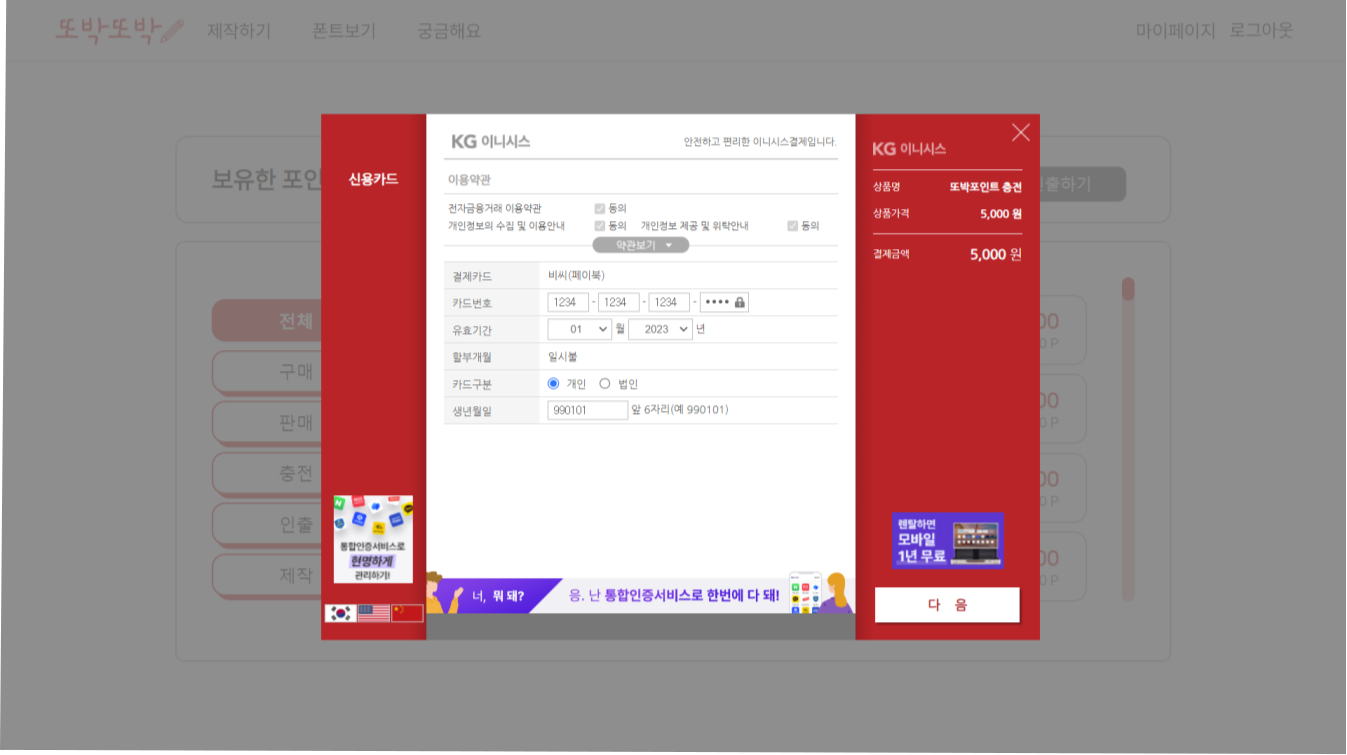 또박또박 제작하기 폰트보기 궁금해요 마이페이지 로그아웃
보유한 포인
출하기
전체
구매
판매
충전
인출
제작
00
0 P
00
0 P
00
0 P
00
0 P
신용카드
통합인증서비스로
현명하게
관리하기!
KG 이니시스 안전하고 편리한 이니시스결제입니다.
이용약관
전자금융거래 이용약관 동의
개인정보의 수집 및 이용안내 동의 개인정보 제공 및 위탁안내 동의
약관보기
결제카드 비씨(페이북)
카드번호 1234 - 1234 - 1234 - ••••
유효기간 01 월 2023 년
할부개월 일시불
카드구분 개인 법인
생년월일 990101 앞 6자리(예 990101)
너, 뭐 돼? 응. 난 통합인증서비스로 한번에 다 돼!
KG 이니시스
상품명 또박포인트 충전
상품가격 5,000 원
결제금액 5,000 원
렌탈하면
모바일
1년 무료
다 음